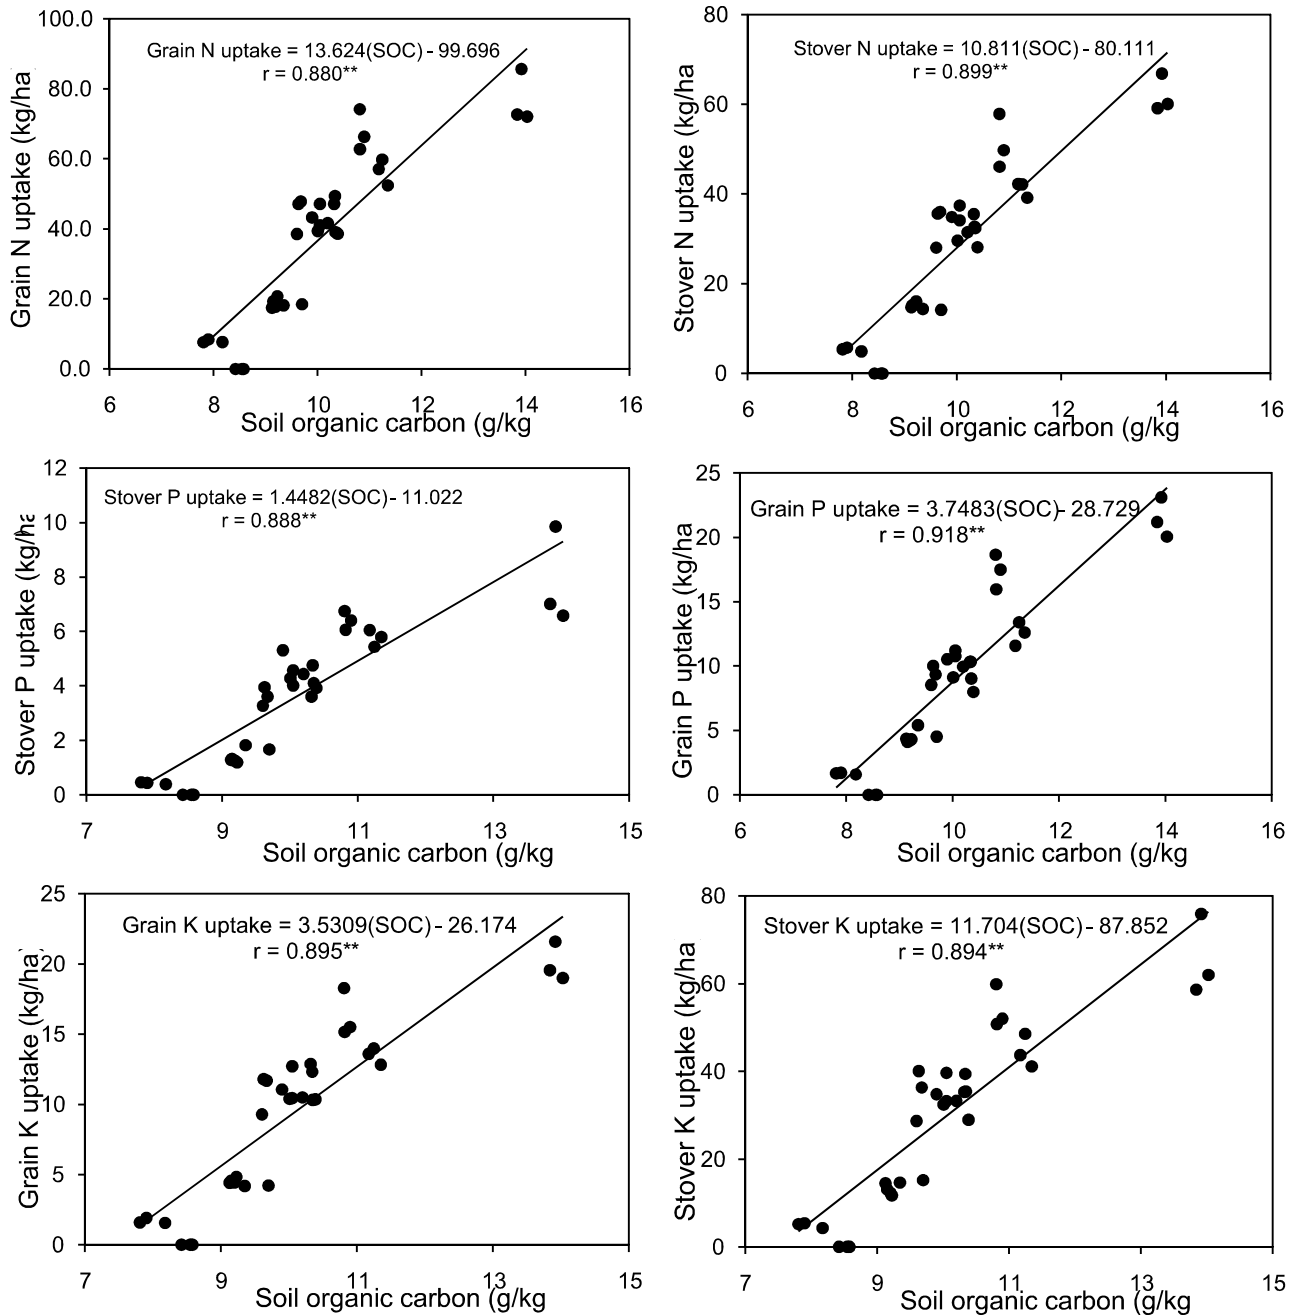 Grain N uptake = 13.624(SOC) - 99.696
r = 0.880**
Grain N uptake (kg/ha)
100.0
80.0
60.0
40.0
20.0
0.0
6 8 10 12 14 16
Soil organic carbon (g/kg
Stover N uptake = 10.811(SOC) - 80.111
r = 0.899**
Stover N uptake (kg/ha
80
60
40
20
0
6 8 10 12 14 16
Soil organic carbon (g/kg
Stover P uptake = 1.4482(SOC) - 11.022
r = 0.888**
Stover P uptake (kg/ha
12
10
8
6
4
2
0
7 9 11 13 15
Soil organic carbon (g/kg
Grain P uptake = 3.7483(SOC) - 28.729
r = 0.918**
Grain P uptake (kg/ha
25
20
15
10
5
0
6 8 10 12 14 16
Soil organic carbon (g/kg
Grain K uptake = 3.5309(SOC) - 26.174
r = 0.895**
Grain K uptake (kg/ha)
25
20
15
10
5
0
7 9 11 13 15
Soil organic carbon (g/kg
Stover K uptake = 11.704(SOC) - 87.852
r = 0.894**
Stover K uptake (kg/ha
80
60
40
20
0
7 9 11 13 15
Soil organic carbon (g/kg